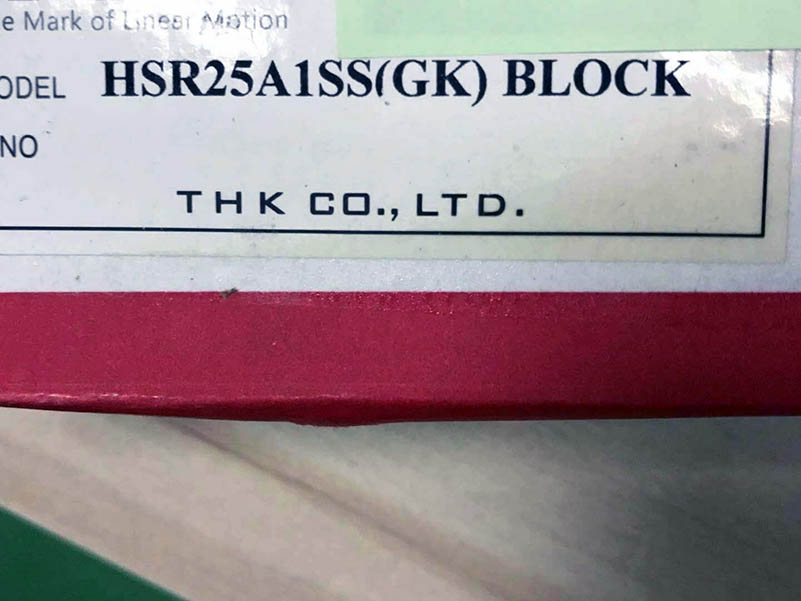 e Mark of Linear Motion
ODEL HSR25A1SS(GK) BLOCK
NO
THK CO., LTD.